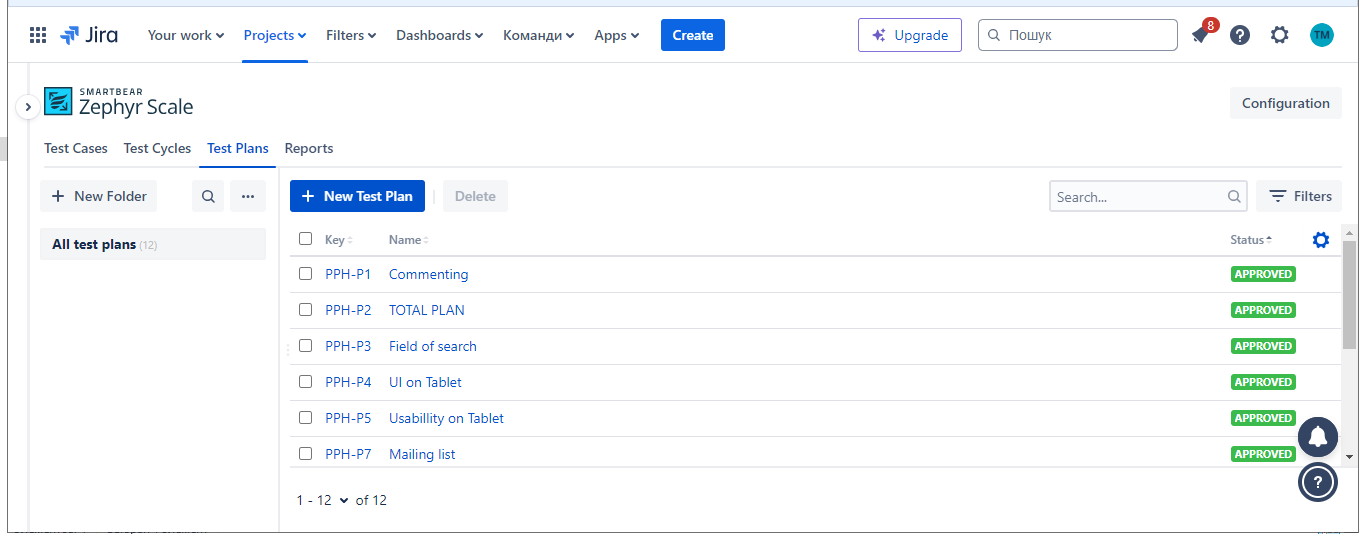 Jira Your work Projects Filters Dashboards Команди Apps Create Upgrade Пошук 8 TM
SMARTBEAR
Zephyr Scale
Configuration
Test Cases Test Cycles Test Plans Reports
New Folder
New Test Plan Delete Search... Filters
All test plans (12)
Key Name Status
PPH-P1 Commenting APPROVED
PPH-P2 TOTAL PLAN APPROVED
PPH-P3 Field of search APPROVED
PPH-P4 UI on Tablet APPROVED
PPH-P5 Usabillity on Tablet APPROVED
PPH-P7 Mailing list APPROVED
1 - 12 of 12